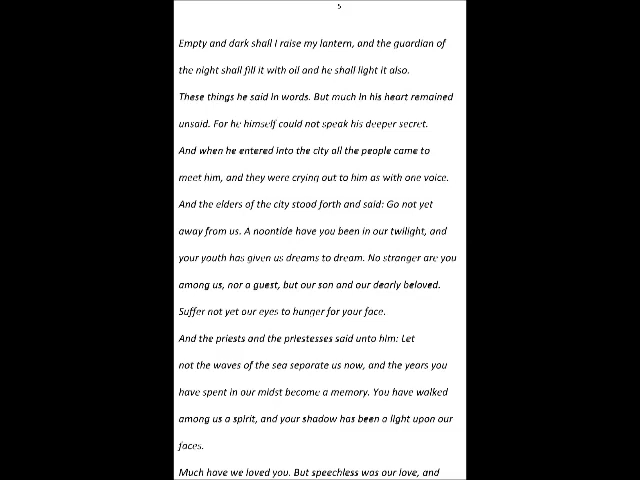 5
Empty and dark shall I raise my lantern, and the guardian of
the night shall fill it with oil and he shall light it also.
These things he said in words. But much in his heart remained
unsaid. For he himself could not speak his deeper secret.
And when he entered into the city all the people came to
meet him, and they were crying out to him as with one voice.
And the elders of the city stood forth and said: Go not yet
away from us. A noontide have you been in our twilight, and
your youth has given us dreams to dream. No stranger are you
among us, nor a guest, but our son and our dearly beloved.
Suffer not yet our eyes to hunger for your face.
And the priests and the priestesses said unto him: Let
not the waves of the sea separate us now, and the years you
have spent in our midst become a memory. You have walked
among us a spirit, and your shadow has been a light upon our
faces.
Much have we loved you. But speechless was our love, and